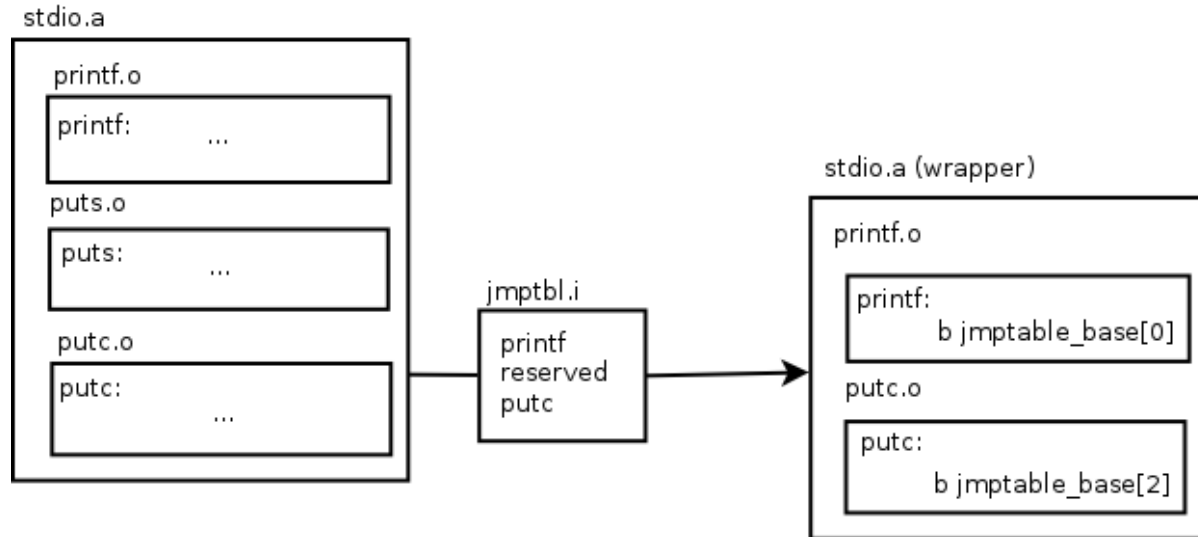 stdio.a
printf.o
printf:
...
puts.o
puts:
...
putc.o
putc:
...
jmptbl.i
printf
reserved
putc
stdio.a (wrapper)
printf.o
printf:
b jmptable_base[0]
putc.o
putc:
b jmptable_base[2]